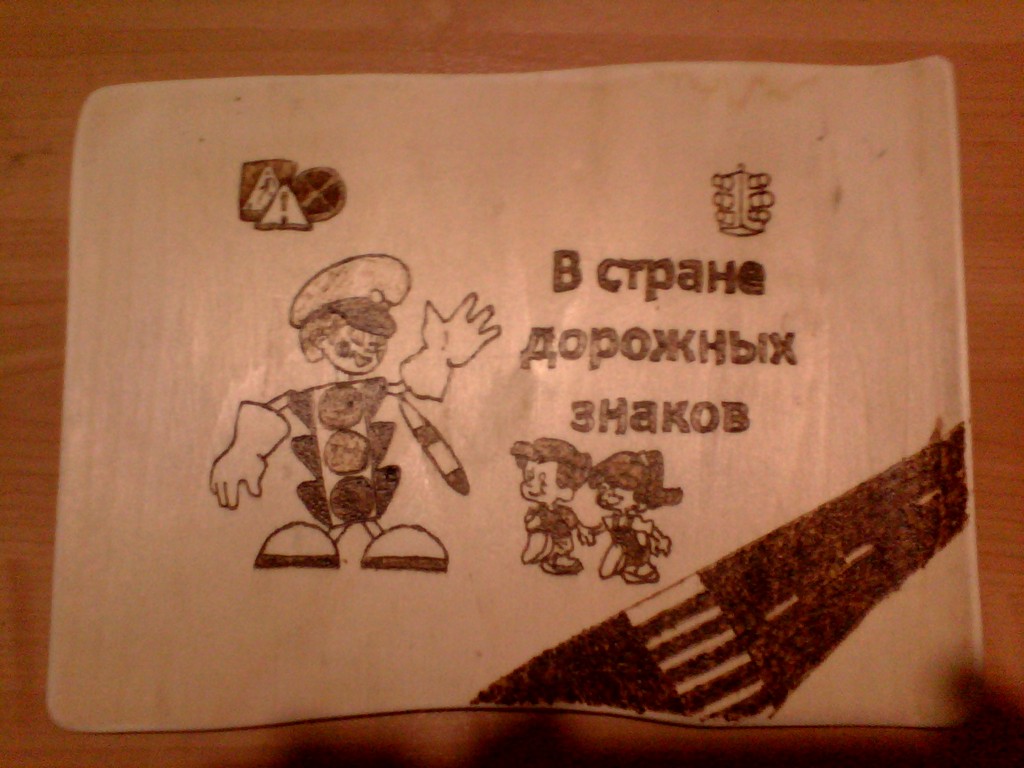 В стране
дорожных
знаков